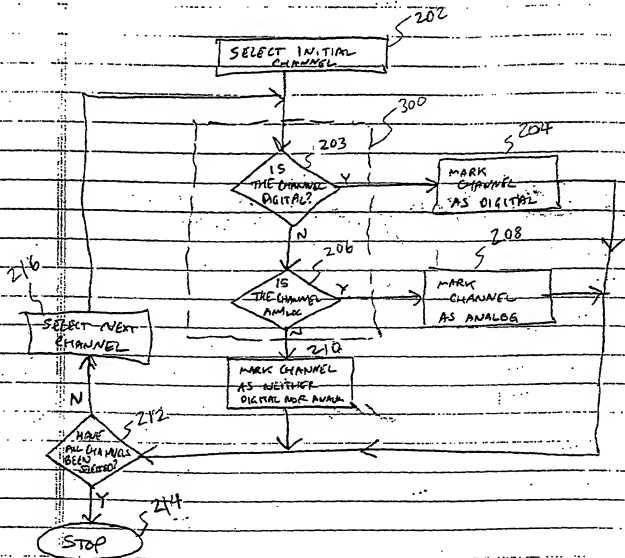 202
SELECT INITIAL
CHANNEL
300
203
IS
THE CHANNEL
DIGITAL?
Y
204
MARK
CHANNEL
AS DIGITAL
N
206
IS
THE CHANNEL
ANALOG
Y
208
MARK
CHANNEL
AS ANALOG
N
210
MARK CHANNEL
AS NEITHER
DIGITAL NOR ANALOG
216
SELECT NEXT
CHANNEL
N
212
HAVE
ALL CHANNELS
BEEN
Y
214
STOP